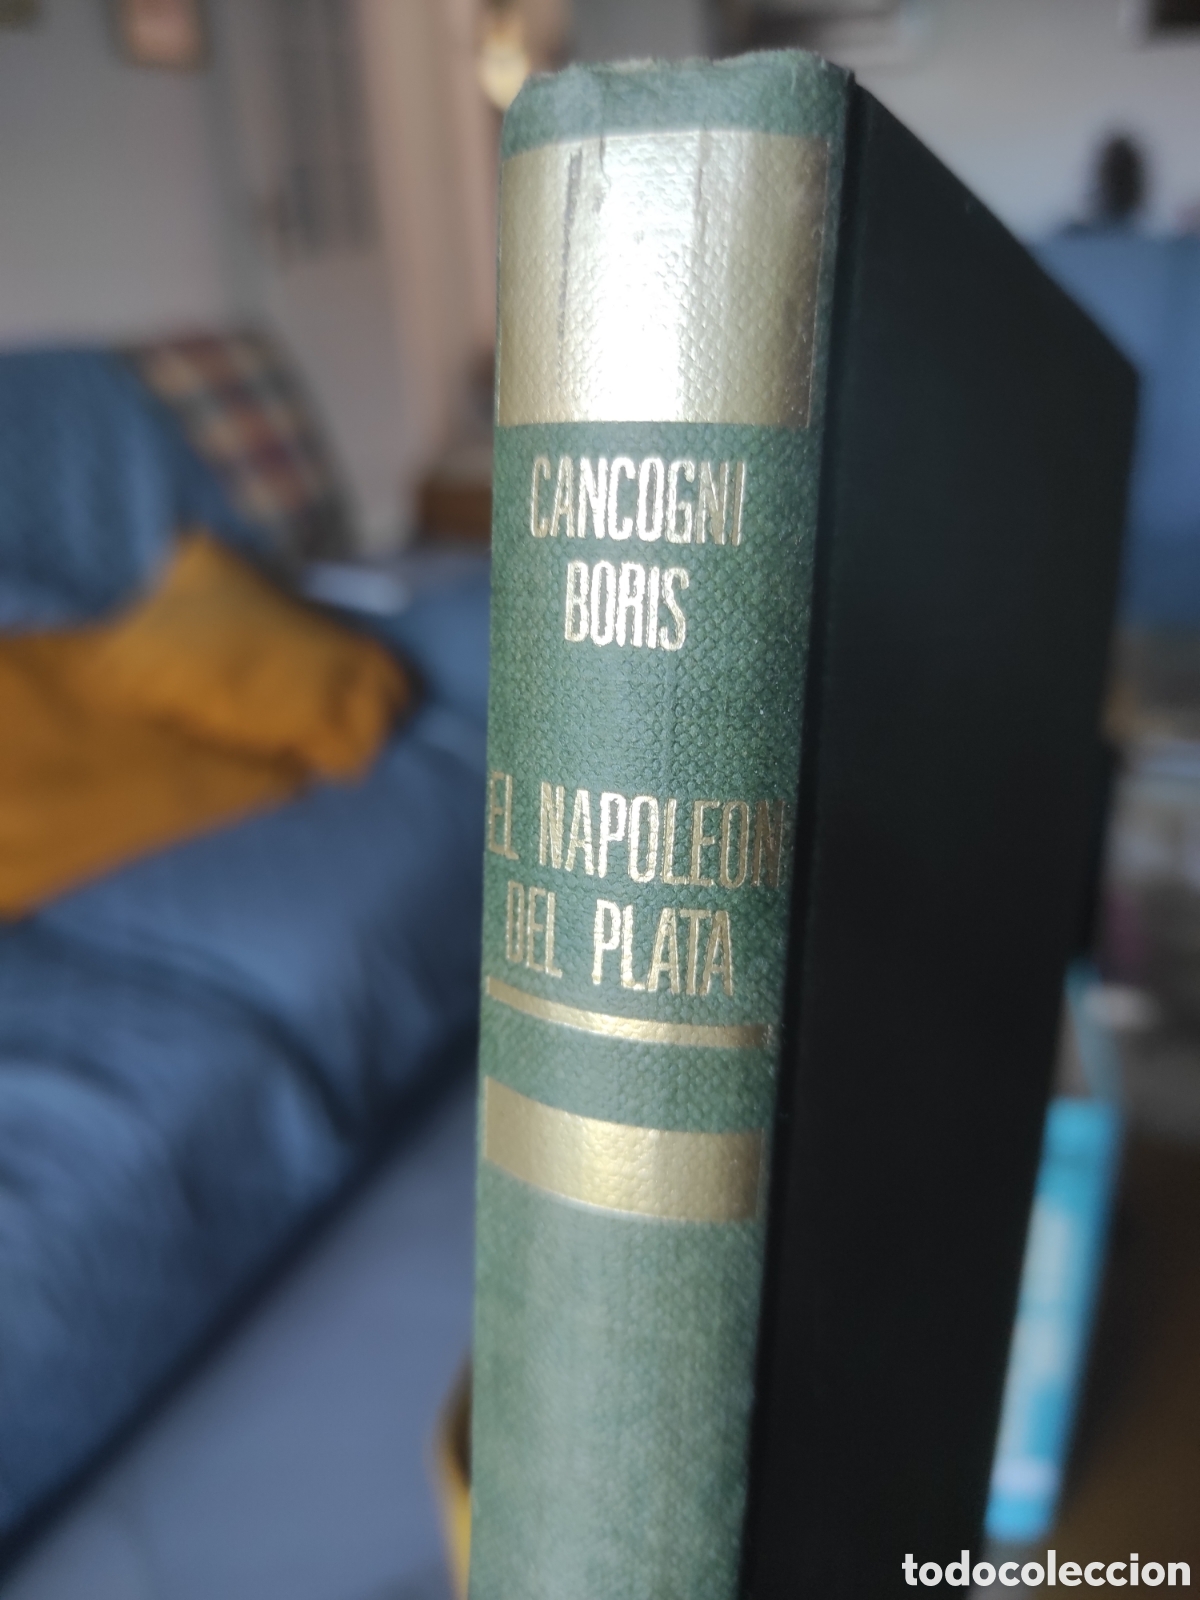 CANCOGNI
BORIS
EL NAPOLEON
DEL PLATA
todocoleccion